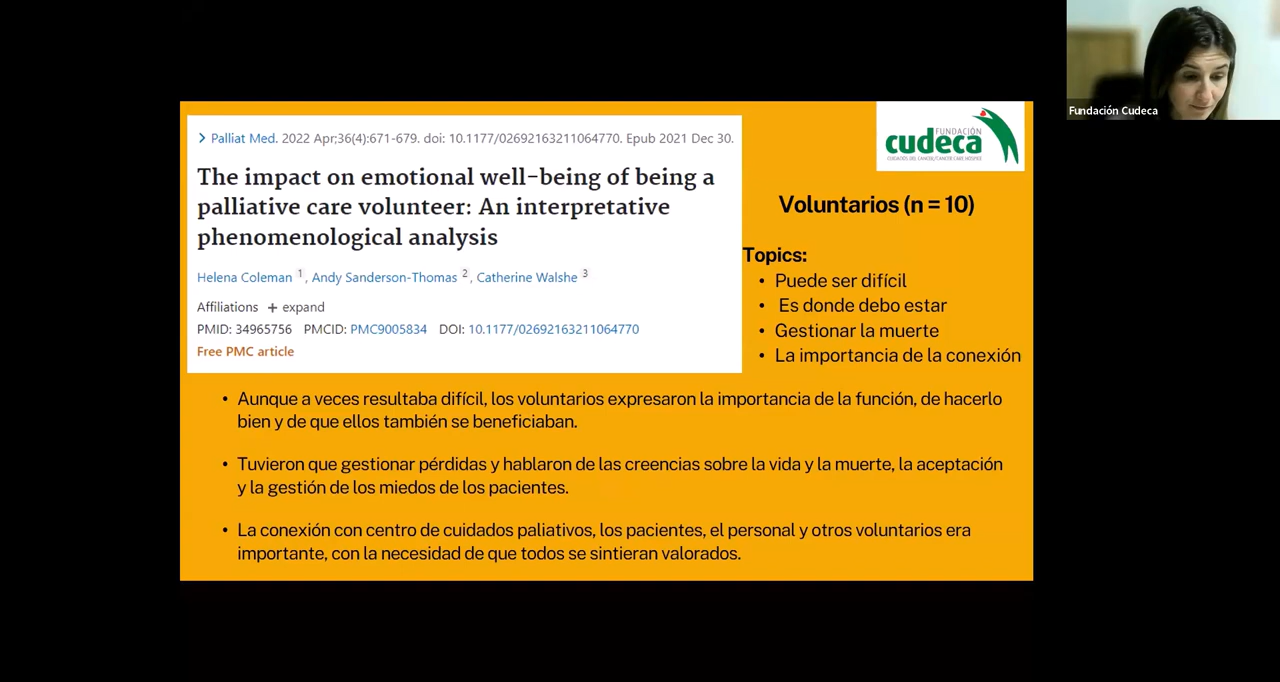 Fundación Cudeca
> Palliat Med. 2022 Apr;36(4):671-679. doi: 10.1177/02692163211064770. Epub 2021 Dec 30.
The impact on emotional well-being of being a
palliative care volunteer: An interpretative
phenomenological analysis
Helena Coleman 1, Andy Sanderson-Thomas 2, Catherine Walshe 3
Affiliations + expand
PMID: 34965756 PMCID: PMC9005834 DOI: 10.1177/02692163211064770
Free PMC article
FUNDACIÓN
cudeca
CUIDADOS DEL CANCER/CANCER CARE HOSPICE
Voluntarios (n = 10)
Topics:
• Puede ser difícil
• Es donde debo estar
• Gestionar la muerte
• La importancia de la conexión
• Aunque a veces resultaba difícil, los voluntarios expresaron la importancia de la función, de hacerlo
bien y de que ellos también se beneficiaban.
• Tuvieron que gestionar pérdidas y hablaron de las creencias sobre la vida y la muerte, la aceptación
y la gestión de los miedos de los pacientes.
• La conexión con centro de cuidados paliativos, los pacientes, el personal y otros voluntarios era
importante, con la necesidad de que todos se sintieran valorados.